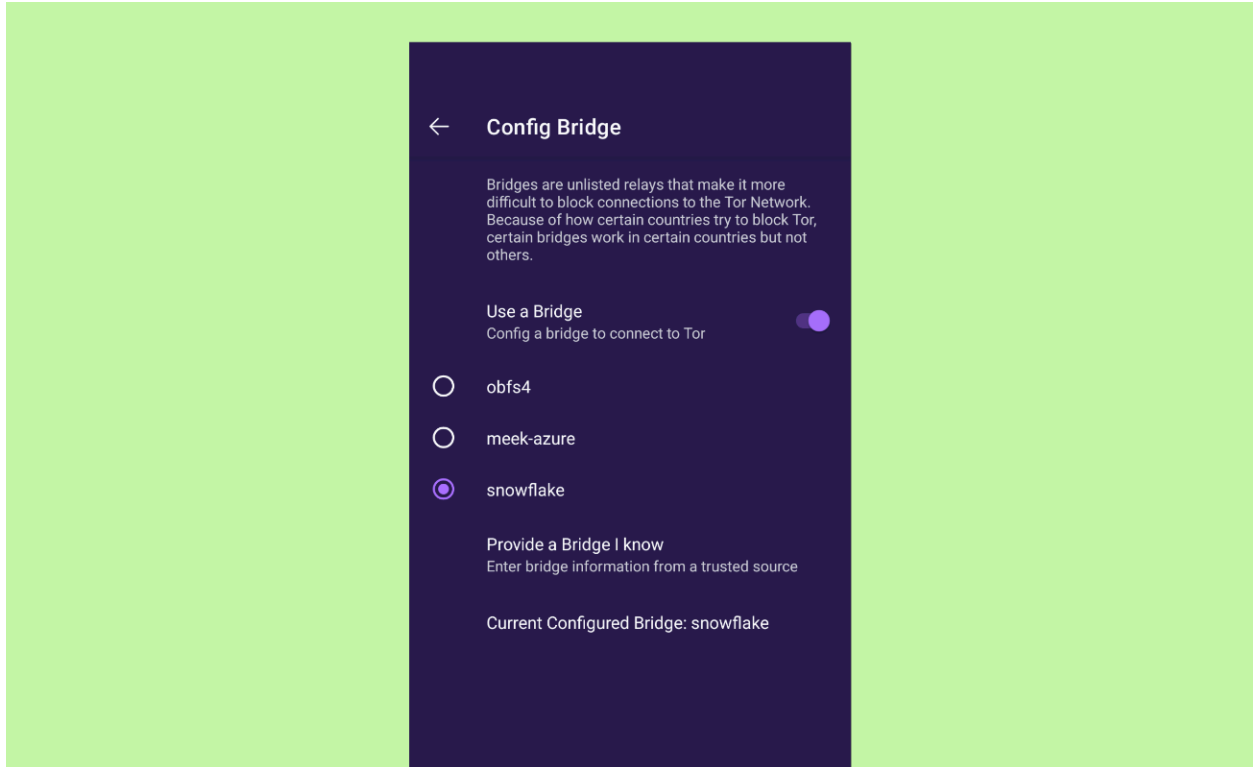 Config Bridge
Bridges are unlisted relays that make it more
difficult to block connections to the Tor Network.
Because of how certain countries try to block Tor,
certain bridges work in certain countries but not
others.
Use a Bridge
Config a bridge to connect to Tor
obfs4
meek-azure
snowflake
Provide a Bridge I know
Enter bridge information from a trusted source
Current Configured Bridge: snowflake